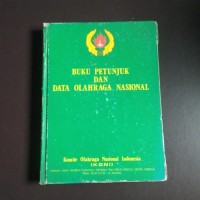 BUKU PETUNJUK
DAN
DATA OLAHRAGA NASIONAL
Komite Olahraga Nasional Indonesia
(KONI)